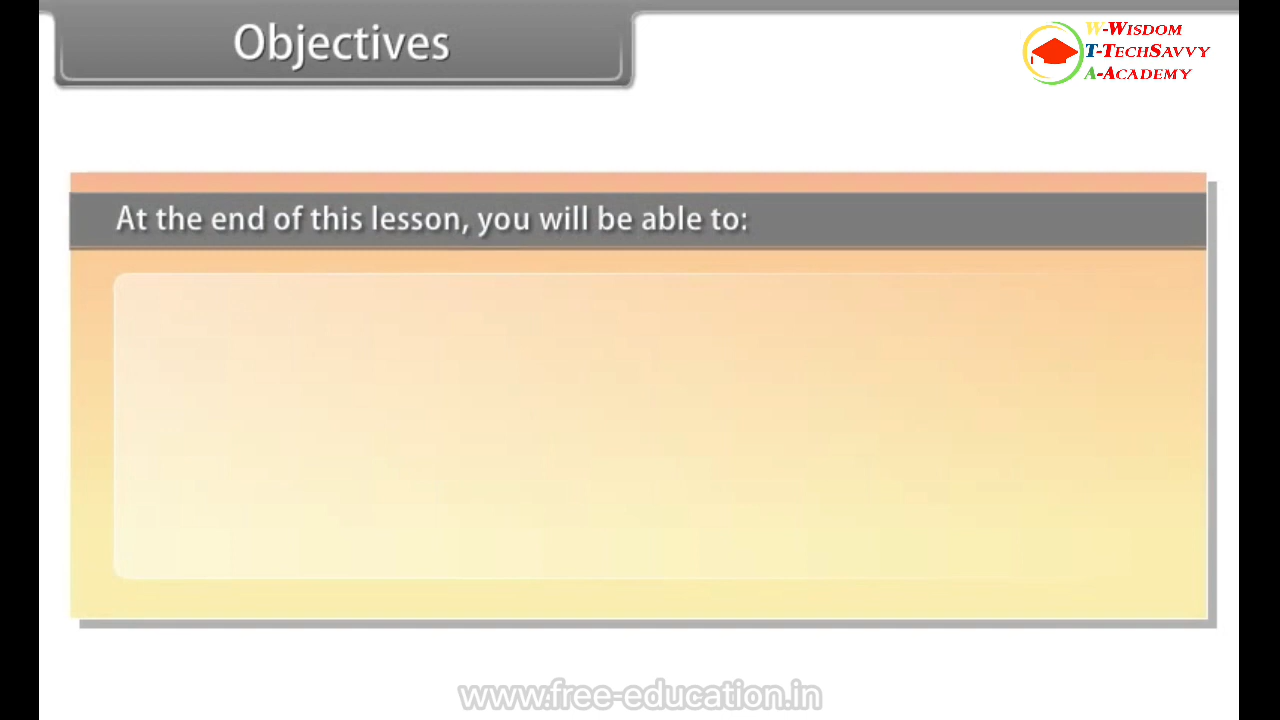 Objectives
W-Wisdom
T-TechSavvy
A-Academy
At the end of this lesson, you will be able to:
www.free-education.in